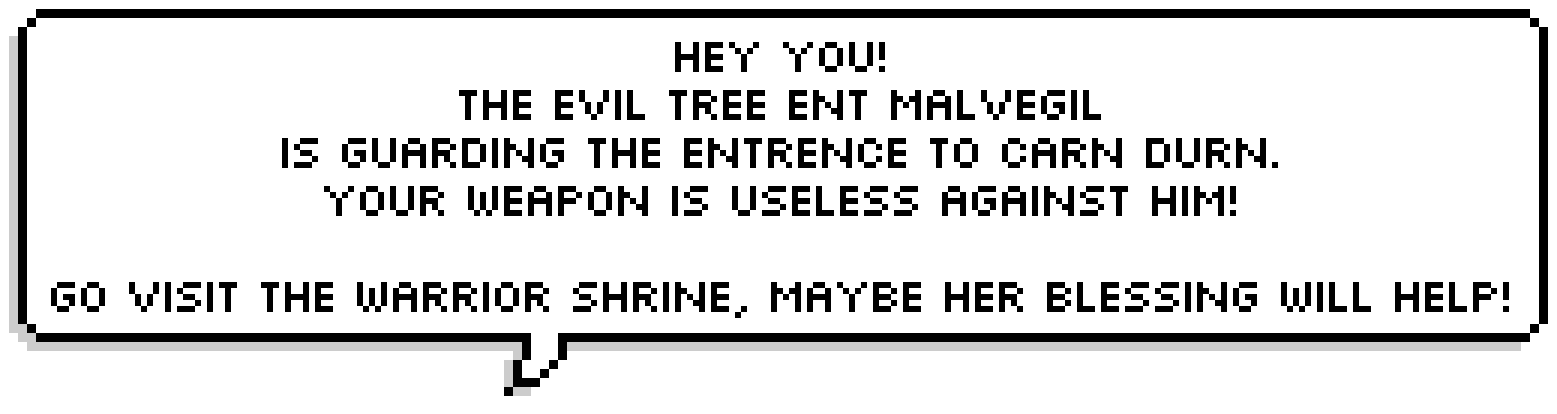 HEY YOU!
THE EVIL TREE ENT MALVEGIL
IS GUARDING THE ENTRENCE TO CARN DURN.
YOUR WEAPON IS USELESS AGAINST HIM!
GO VISIT THE WARRIOR SHRINE, MAYBE HER BLESSING WILL HELP!